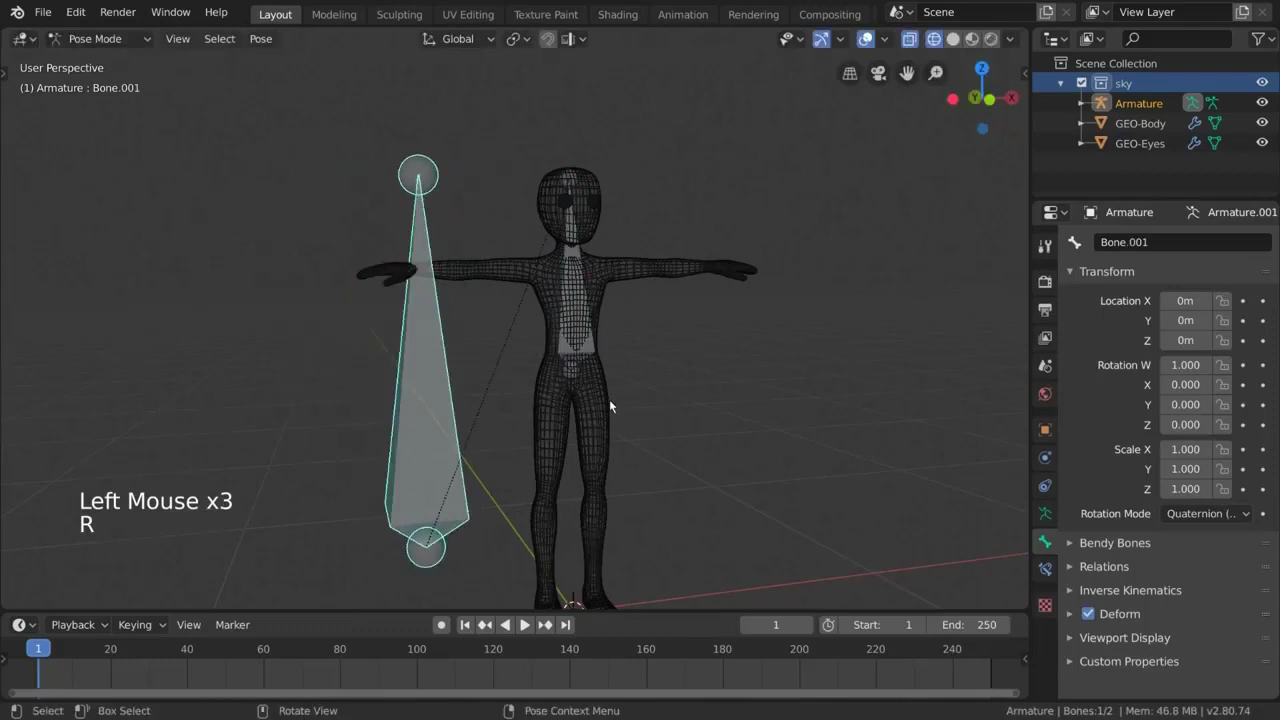 File Edit Render Window Help Layout Modeling Sculpting UV Editing Texture Paint Shading Animation Rendering Compositing Scene View Layer
Pose Mode View Select Pose Global
User Perspective
(1) Armature : Bone.001
Z
Y
X
Scene Collection
sky
Armature
GEO-Body
GEO-Eyes
Armature Armature.001
Bone.001
Transform
Location X 0m
Y 0m
Z 0m
Rotation W 1.000
X 0.000
Y 0.000
Z 0.000
Scale X 1.000
Y 1.000
Z 1.000
Rotation Mode Quaternion (..
Bendy Bones
Relations
Inverse Kinematics
Deform
Viewport Display
Custom Properties
Left Mouse x3
R
Playback Keying View Marker 1 Start: 1 End: 250
1 20 40 60 80 100 120 140 160 180 200 220 240
Select Box Select Rotate View Pose Context Menu Armature | Bones:1/2 | Mem: 46.8 MB | v2.80.74